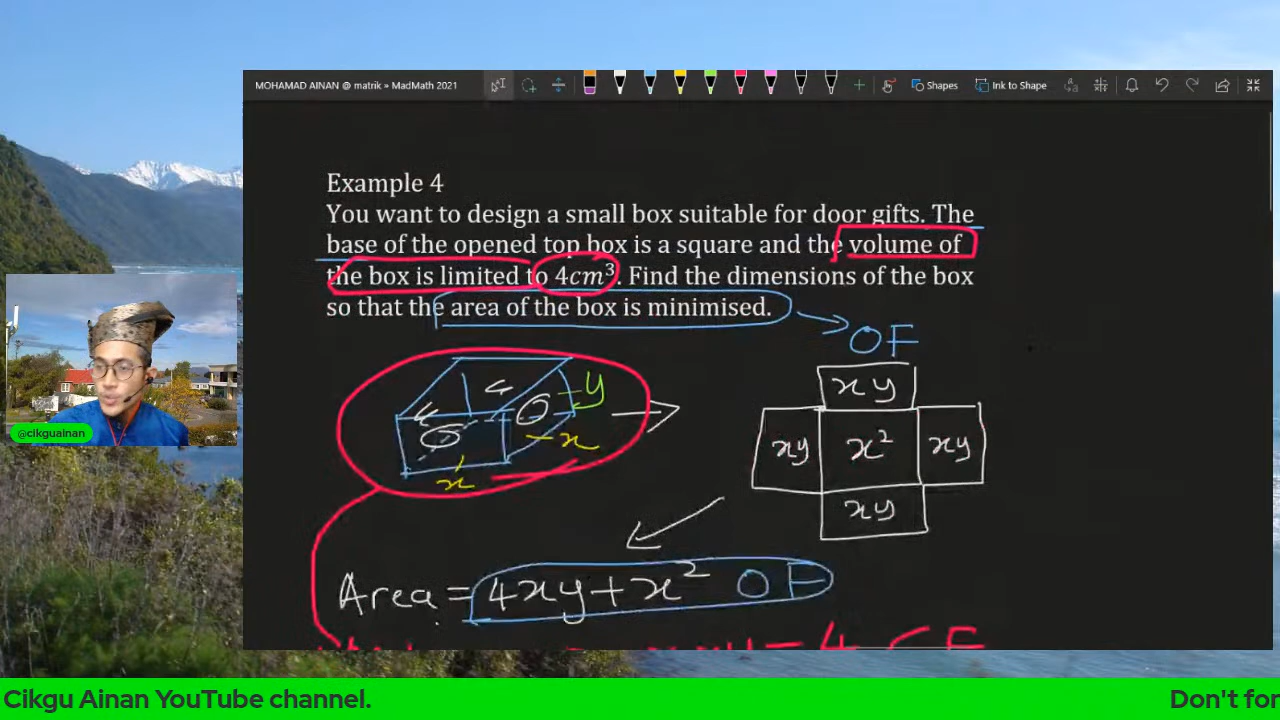 MOHAMAD AINAN @ matrik » MadMath 2021
Shapes
Ink to Shape
Example 4
You want to design a small box suitable for door gifts. The
base of the opened top box is a square and the volume of
the box is limited to 4cm³. Find the dimensions of the box
so that the area of the box is minimised.
OF
y
x
x
xy
xy
x²
xy
xy
Area = 4xy + x² OF
= 4 CF
@cikguainan
Cikgu Ainan YouTube channel.
Don't for